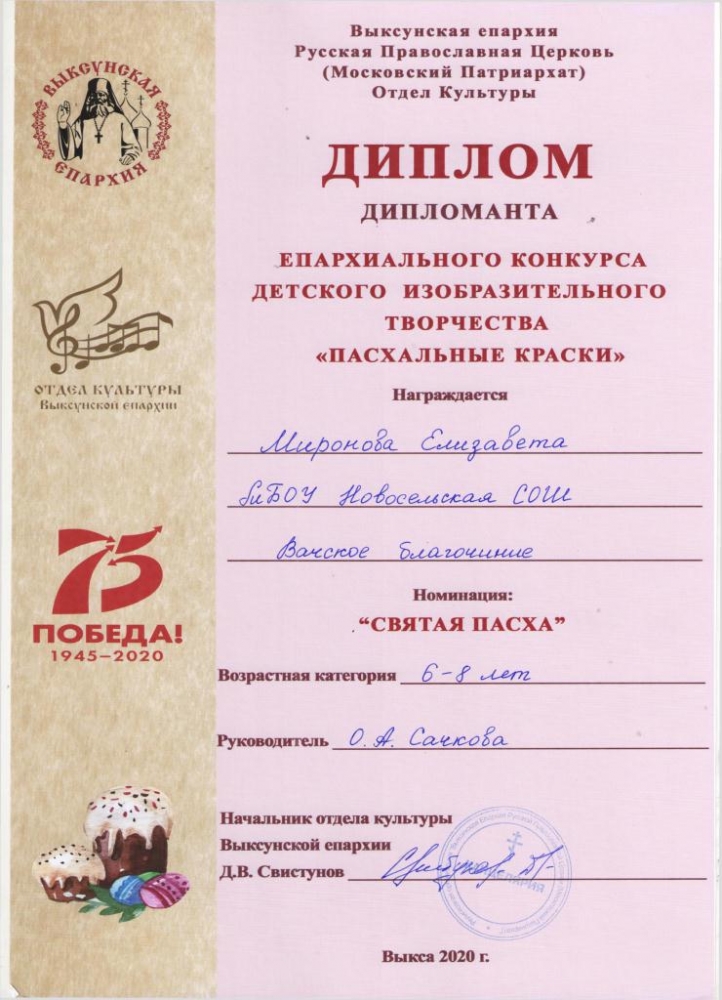 Выксунская епархия
Русская Православная Церковь
(Московский Патриархат)
Отдел Культуры
ДИПЛОМ
ДИПЛОМАНТА
ЕПАРХИАЛЬНОГО КОНКУРСА
ДЕТСКОГО ИЗОБРАЗИТЕЛЬНОГО
ТВОРЧЕСТВА
«ПАСХАЛЬНЫЕ КРАСКИ»
Награждается
Миронова Елизавета
Новосельская СОШ
Вачское благочиние
Номинация:
“СВЯТАЯ ПАСХА”
Возрастная категория 6-8 лет
Руководитель О.А. Сачкова
Начальник отдела культуры
Выксунской епархии
Д.В. Свистунов
Выкса 2020 г.
ВЫКСУНСКАЯ
ЕПАРХИЯ
ОТДЕЛ КУЛЬТУРЫ
Выксунской епархии
75
ПОБЕДА!
1945–2020